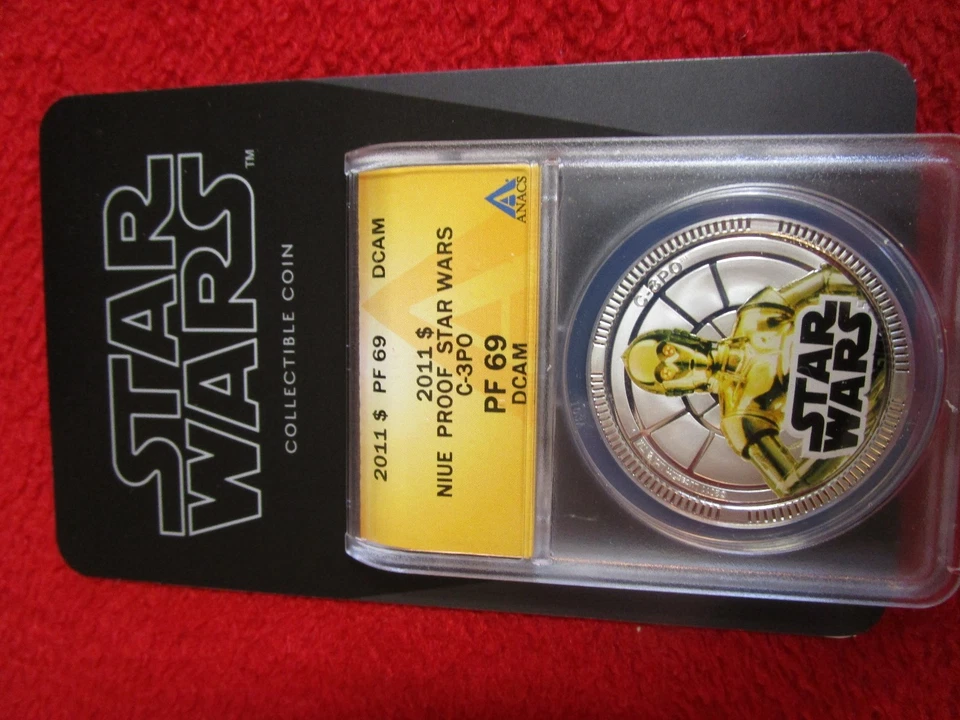 STAR
WARS
TM
COLLECTIBLE COIN
2011 $ PF 69 DCAM
2011 $
NIUE PROOF STAR WARS
C-3PO
PF 69
DCAM
ANACS
C-3PO
STAR
WARS